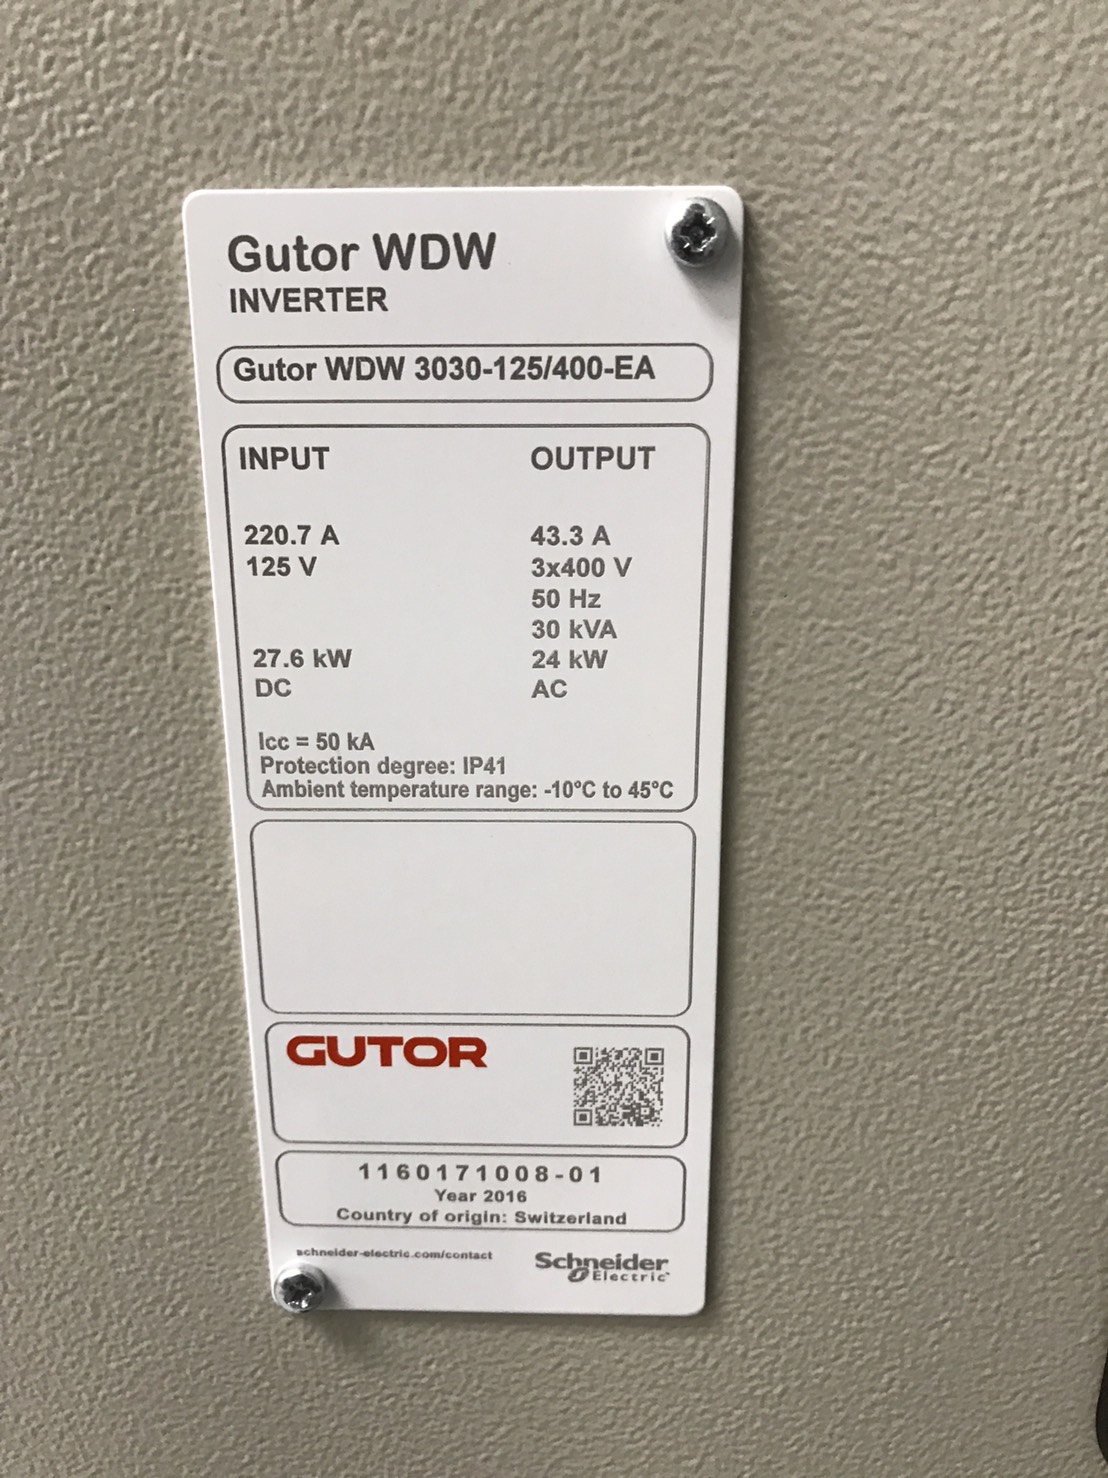 Gutor WDW
INVERTER
Gutor WDW 3030-125/400-EA
INPUT OUTPUT
220.7 A 43.3 A
125 V 3x400 V
50 Hz
30 kVA
27.6 kW 24 kW
DC AC
Icc = 50 kA
Protection degree: IP41
Ambient temperature range: -10°C to 45°C
GUTOR
1160171008-01
Year 2016
Country of origin: Switzerland
schneider-electric.com/contact
Schneider
Electric™